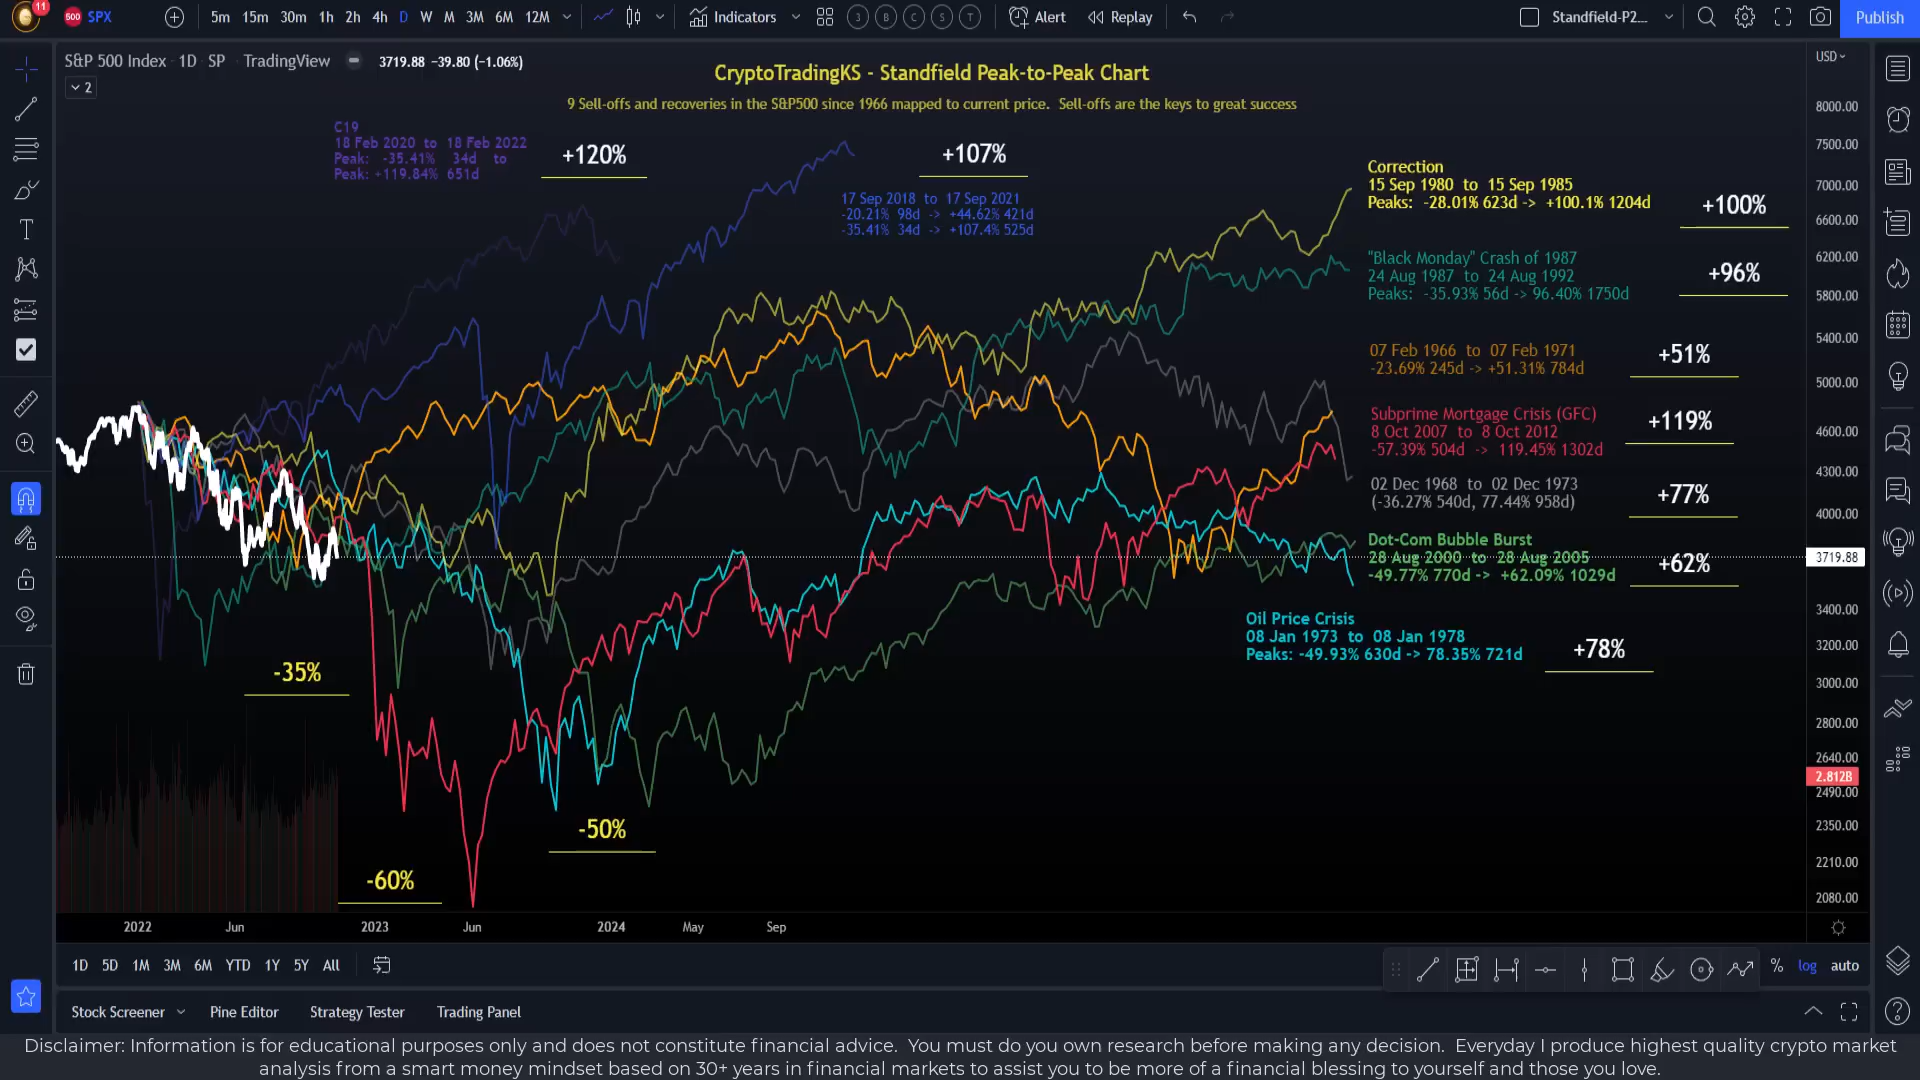 11
500 SPX
5m 15m 30m 1h 2h 4h D W M 3M 6M 12M
Indicators
J B C S T
Alert
Replay
Standfield-P2...
Publish
S&P 500 Index · 1D · SP · TradingView 3719.88 −39.80 (−1.06%)
2
USD
CryptoTradingKS - Standfield Peak-to-Peak Chart
9 Sell-offs and recoveries in the S&P500 since 1966 mapped to current price. Sell-offs are the keys to great success
C19
18 Feb 2020 to 18 Feb 2022
Peak: -35.41% 34d to
Peak: +119.84% 651d
+120%
+107%
17 Sep 2018 to 17 Sep 2021
-20.21% 98d -> +44.62% 421d
-35.41% 34d -> +107.4% 525d
Correction
15 Sep 1980 to 15 Sep 1985
Peaks: -28.01% 623d -> +100.1% 1204d
+100%
"Black Monday" Crash of 1987
24 Aug 1987 to 24 Aug 1992
Peaks: -35.93% 56d -> 96.40% 1750d
+96%
07 Feb 1966 to 07 Feb 1971
-23.69% 245d -> +51.31% 784d
+51%
Subprime Mortgage Crisis (GFC)
8 Oct 2007 to 8 Oct 2012
-57.39% 504d -> 119.45% 1302d
+119%
02 Dec 1968 to 02 Dec 1973
(-36.27% 540d, 77.44% 958d)
+77%
Dot-Com Bubble Burst
28 Aug 2000 to 28 Aug 2005
-49.77% 770d -> +62.09% 1029d
+62%
Oil Price Crisis
08 Jan 1973 to 08 Jan 1978
Peaks: -49.93% 630d -> 78.35% 721d
+78%
-35%
-50%
-60%
8000.00
7500.00
7000.00
6600.00
6200.00
5800.00
5400.00
5000.00
4600.00
4300.00
4000.00
3719.88
3400.00
3200.00
3000.00
2800.00
2640.00
2.812B
2490.00
2350.00
2210.00
2080.00
2022 Jun 2023 Jun 2024 May Sep
1D 5D 1M 3M 6M YTD 1Y 5Y All
% log auto
Stock Screener Pine Editor Strategy Tester Trading Panel
Disclaimer: Information is for educational purposes only and does not constitute financial advice. You must do you own research before making any decision. Everyday I produce highest quality crypto market
analysis from a smart money mindset based on 30+ years in financial markets to assist you to be more of a financial blessing to yourself and those you love.